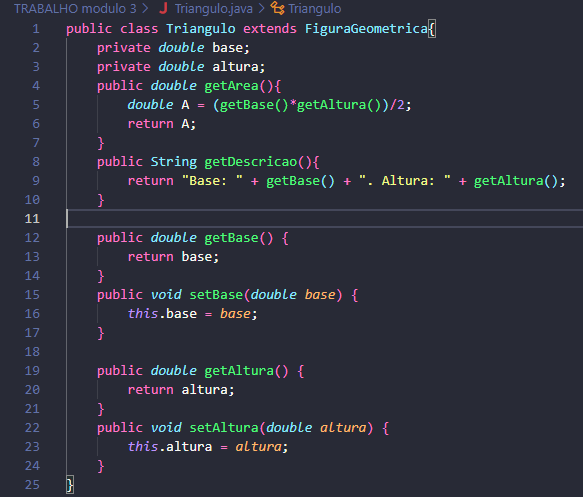 TRABALHO modulo 3 > J Triangulo.java > Triangulo
1 public class Triangulo extends FiguraGeometrica{
2     private double base;
3     private double altura;
4     public double getArea(){
5         double A = (getBase()*getAltura())/2;
6         return A;
7     }
8     public String getDescricao(){
9         return "Base: " + getBase() + ". Altura: " + getAltura();
10     }
11
12     public double getBase() {
13         return base;
14     }
15     public void setBase(double base) {
16         this.base = base;
17     }
18
19     public double getAltura() {
20         return altura;
21     }
22     public void setAltura(double altura) {
23         this.altura = altura;
24     }
25 }